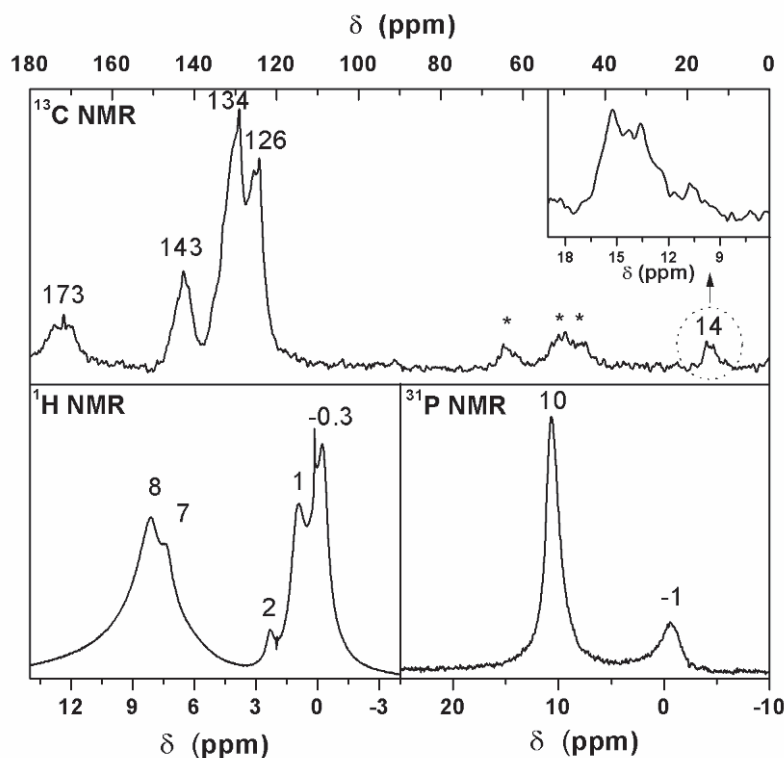 δ (ppm)
180 160 140 120 100 80 60 40 20 0
¹³C NMR
134
126
143
173
* * *
14
18 15 12 9
δ (ppm)
¹H NMR
-0.3
8
7
1
2
³¹P NMR
10
-1
12 9 6 3 0 -3
20 10 0 -10
δ (ppm)
δ (ppm)